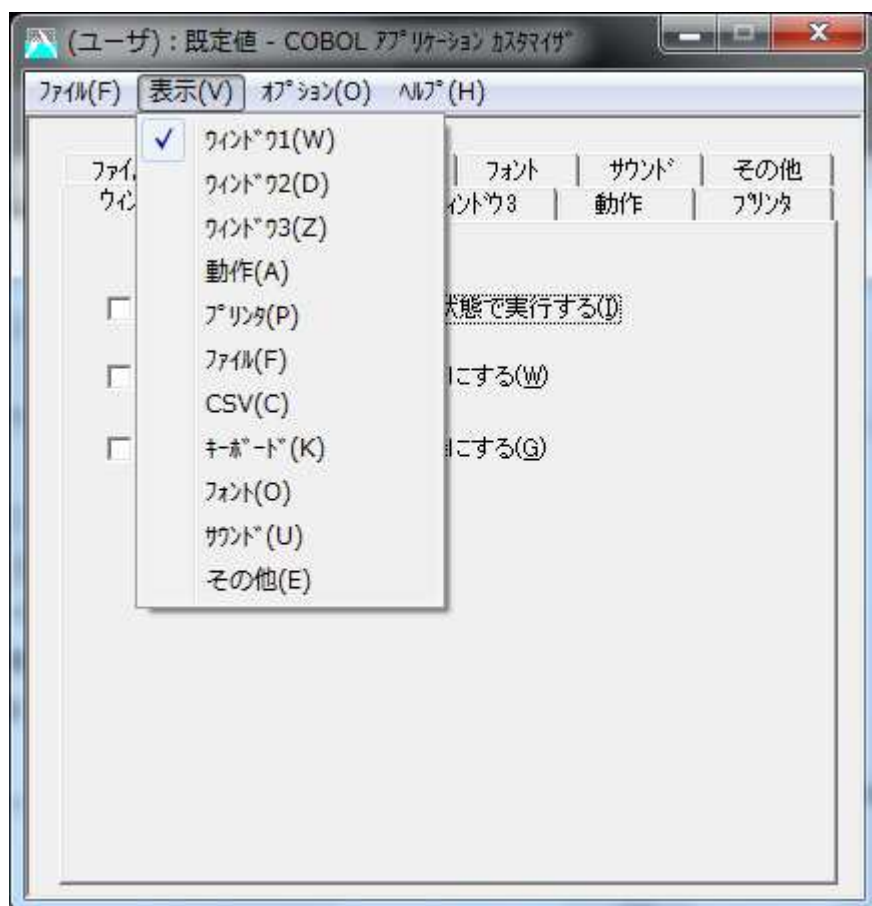 (ユーザ) : 既定値 - COBOL ｱﾌﾟﾘｹｰｼｮﾝ ｶｽﾀﾏｲｻﾞ
ﾌｧｲﾙ(F) 表示(V) ｵﾌﾟｼｮﾝ(O) ﾍﾙﾌﾟ(H)
ﾌｫﾝﾄ ｻｳﾝﾄﾞ その他
ｨﾝﾄﾞｳ3 動作 ﾌﾟﾘﾝﾀ
ｳｨﾝﾄﾞｳ1(W)
ｳｨﾝﾄﾞｳ2(D)
ｳｨﾝﾄﾞｳ3(Z)
動作(A)
ﾌﾟﾘﾝﾀ(P)
ﾌｧｲﾙ(F)
CSV(C)
ｷｰﾎﾞｰﾄﾞ(K)
ﾌｫﾝﾄ(O)
ｻｳﾝﾄﾞ(U)
その他(E)
状態で実行する(I)
にする(W)
にする(G)